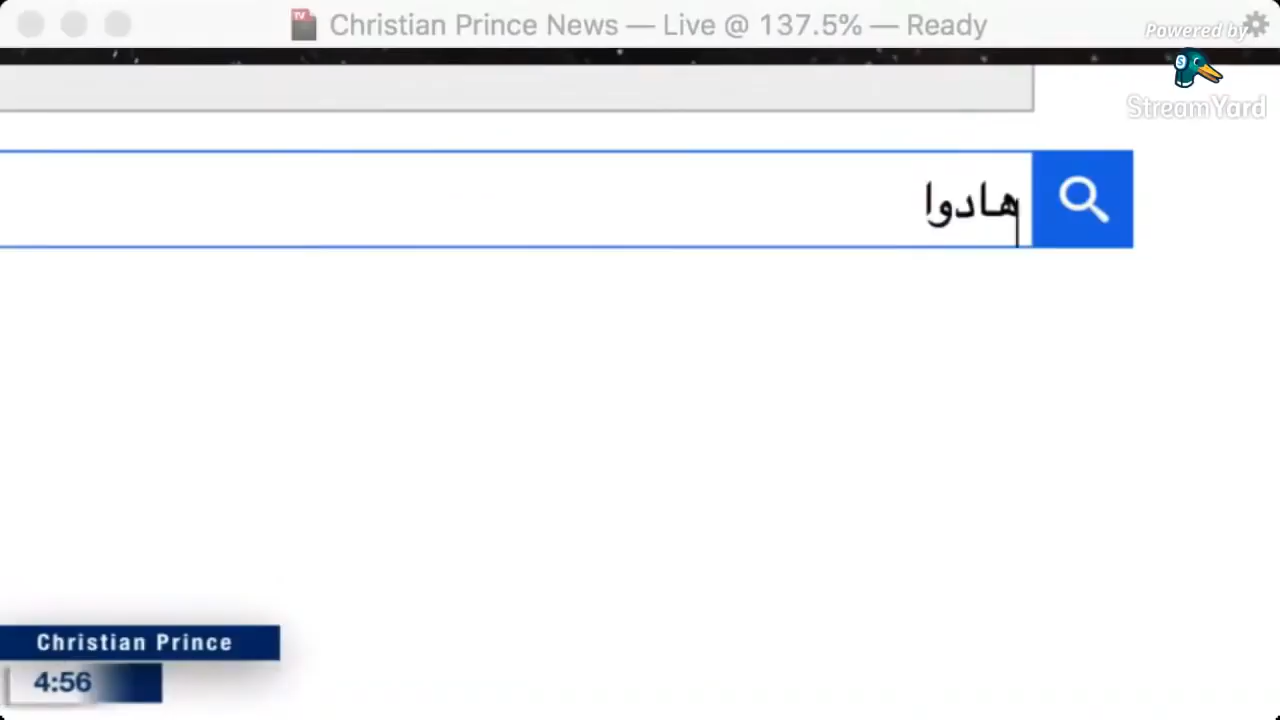 Christian Prince News — Live @ 137.5% — Ready
Powered by
StreamYard
هادوا
Christian Prince
4:56